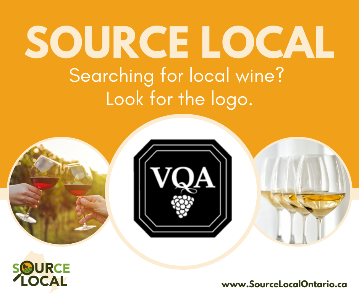 SOURCE LOCAL
Searching for local wine?
Look for the logo.
VQA
SOURCE
LOCAL
www.SourceLocalOntario.ca